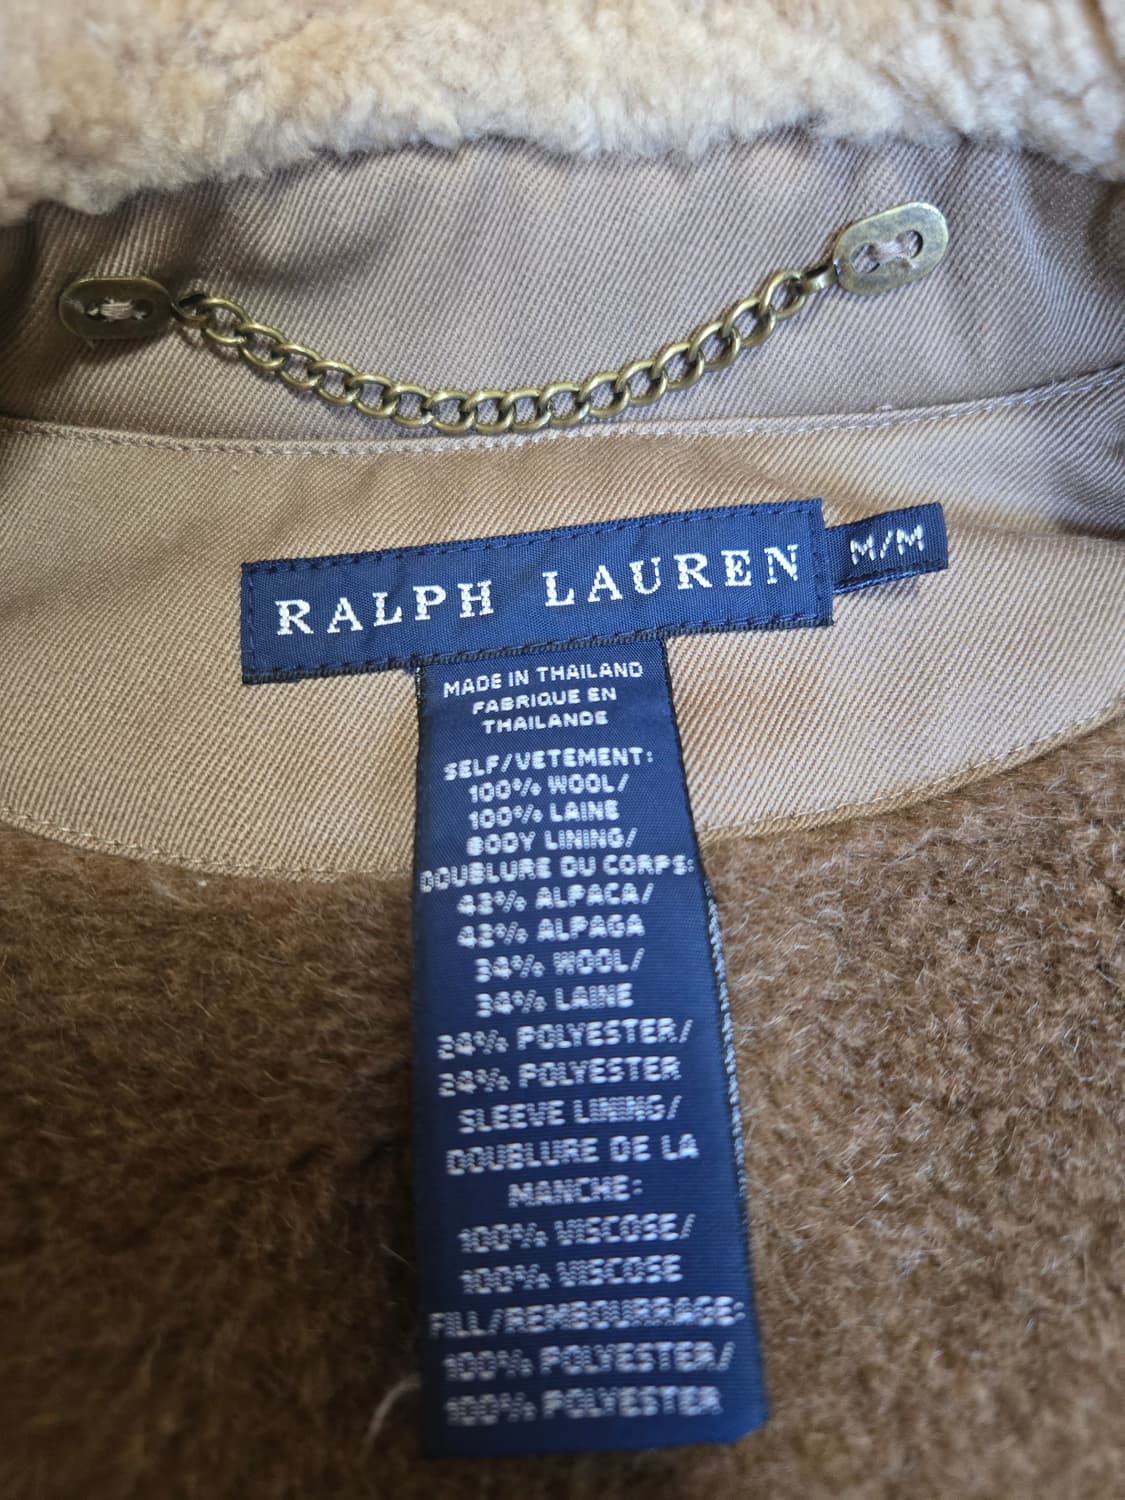 RALPH LAUREN M/M
MADE IN THAILAND
FABRIQUE EN
THAILANDE
SELF/VETEMENT:
100% WOOL/
100% LAINE
BODY LINING/
DOUBLURE DU CORPS:
42% ALPACA/
42% ALPAGA
34% WOOL/
34% LAINE
24% POLYESTER/
24% POLYESTER
SLEEVE LINING/
DOUBLURE DE LA
MANCHE:
100% VISCOSE/
100% VISCOSE
FILL/REMBOURRAGE:
100% POLYESTER/
100% POLYESTER